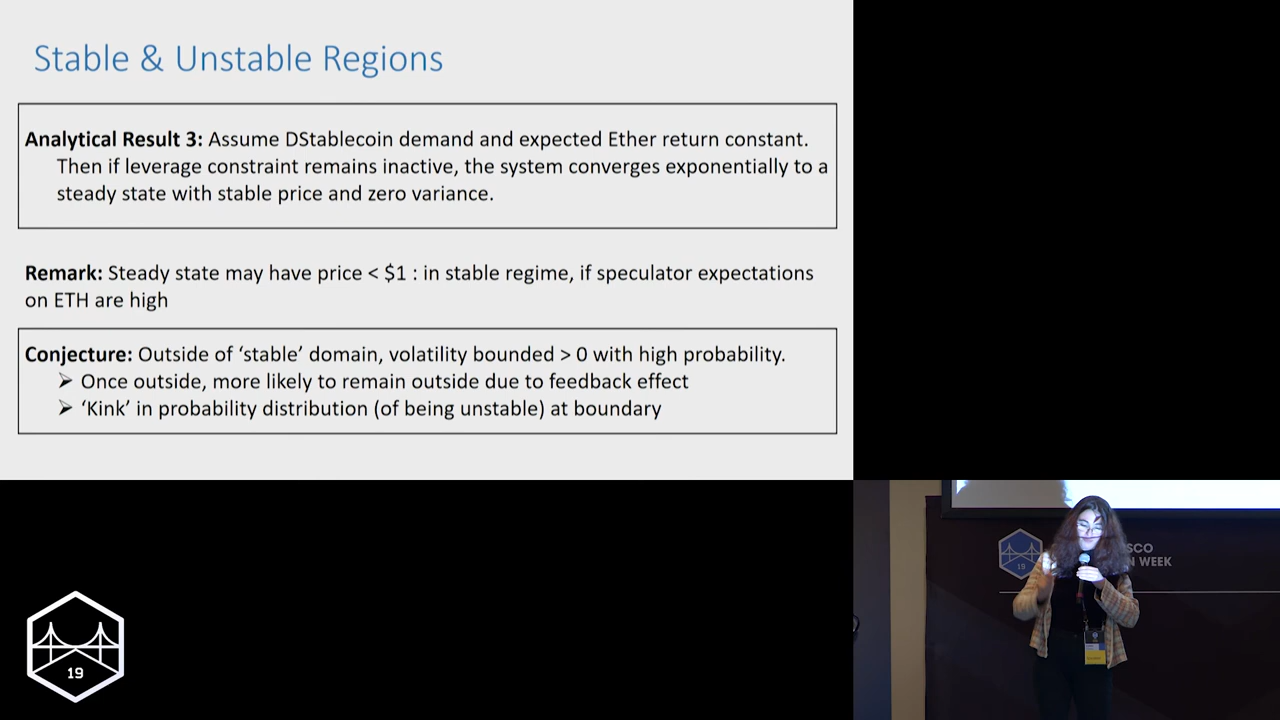 Stable & Unstable Regions
Analytical Result 3: Assume DStablecoin demand and expected Ether return constant.
Then if leverage constraint remains inactive, the system converges exponentially to a
steady state with stable price and zero variance.
Remark: Steady state may have price < $1 : in stable regime, if speculator expectations
on ETH are high
Conjecture: Outside of ‘stable’ domain, volatility bounded > 0 with high probability.
➢ Once outside, more likely to remain outside due to feedback effect
➢ ‘Kink’ in probability distribution (of being unstable) at boundary
19
19
SCO
WEEK